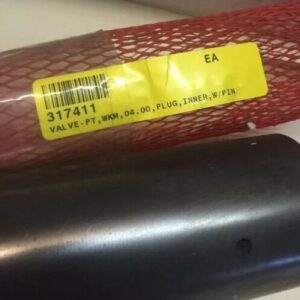 EA
317411
VALVE-PT,WKM,04.00,PLUG,INNER,W/PIN